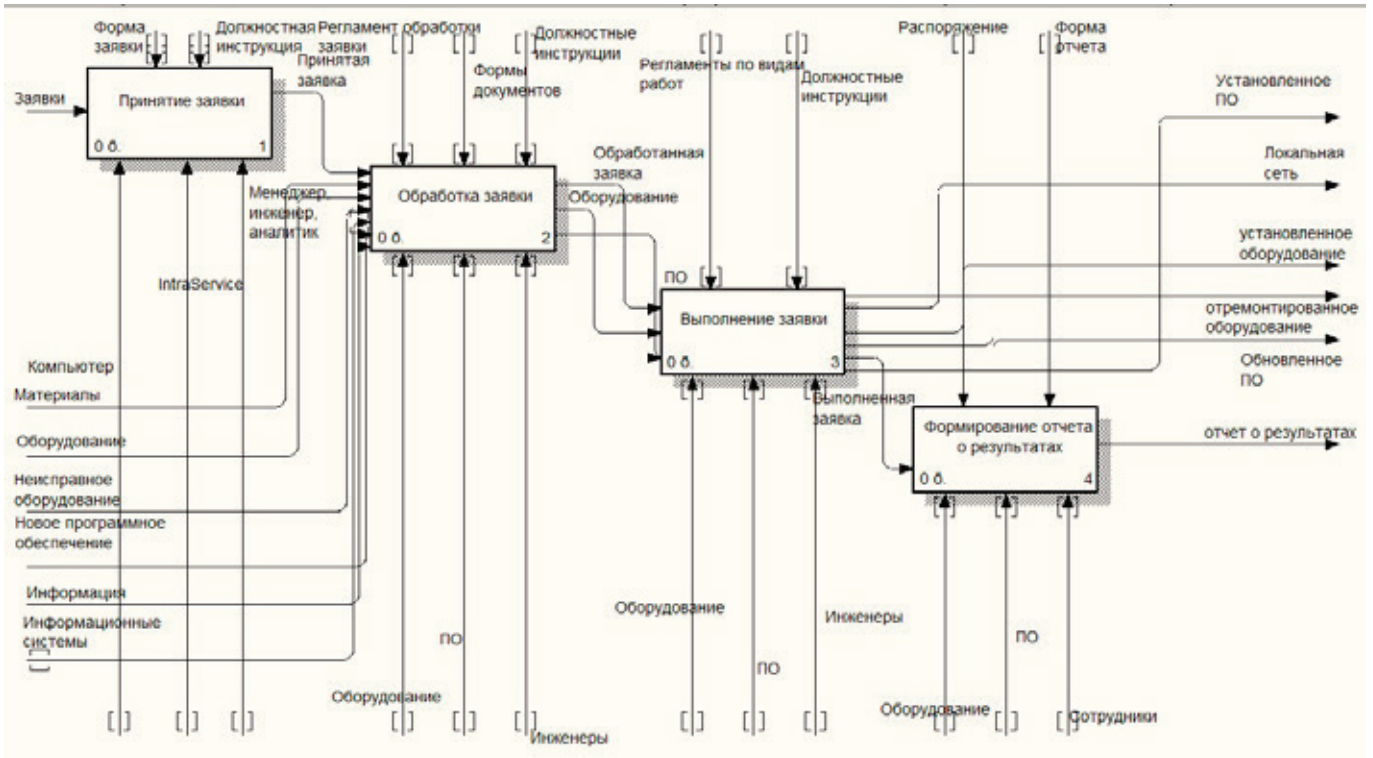 Форма
заявки
Должностная
инструкция
Регламент обработки
заявки
Принятая
заявка
Должностные
инструкции
Формы
документов
Регламенты по видам
работ
Должностные
инструкции
Распоряжение
Форма
отчета
Установленное
ПО
Заявки
Принятие заявки
0 р.
1
Обработанная
заявка
Локальная
сеть
Менеджер,
инженер,
аналитик
Обработка заявки
0 р.
2
Оборудование
установленное
оборудование
IntraService
ПО
Выполнение заявки
0 р.
3
отремонтированное
оборудование
Компьютер
Обновленное
ПО
Материалы
Выполненная
заявка
Формирование отчета
о результатах
0 р.
4
отчет о результатах
Оборудование
Неисправное
оборудование
Новое программное
обеспечение
Информация
Информационные
системы
ПО
Оборудование
Инженеры
Оборудование
ПО
Инженеры
Оборудование
ПО
Сотрудники